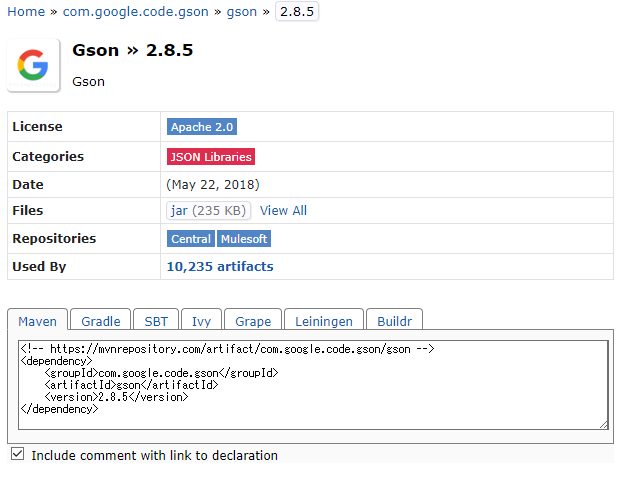 Home » com.google.code.gson » gson » 2.8.5
Gson » 2.8.5
Gson
License Apache 2.0
Categories JSON Libraries
Date (May 22, 2018)
Files jar (235 KB) View All
Repositories Central Mulesoft
Used By 10,235 artifacts
Maven Gradle SBT Ivy Grape Leiningen Buildr
<!-- https://mvnrepository.com/artifact/com.google.code.gson/gson -->
<dependency>
    <groupId>com.google.code.gson</groupId>
    <artifactId>gson</artifactId>
    <version>2.8.5</version>
</dependency>
Include comment with link to declaration